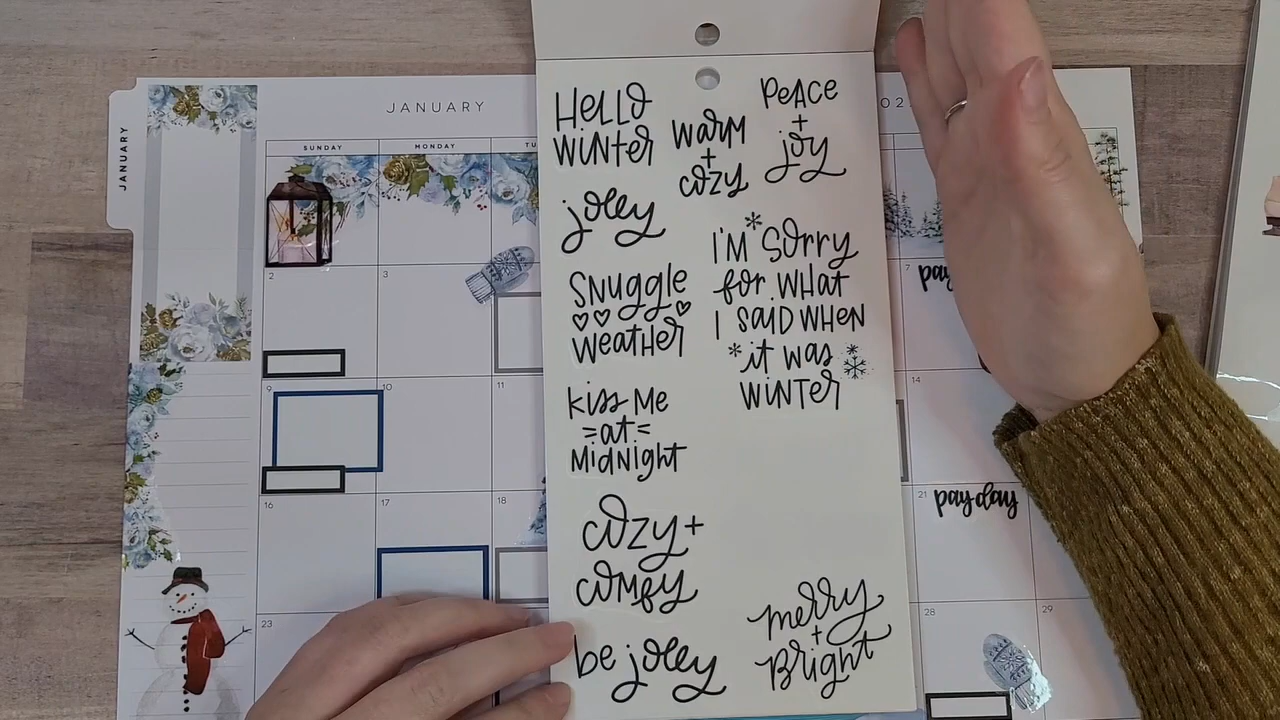 JANUARY
JANUARY
SUNDAY
MONDAY
2
3
7
9
10
11
14
16
17
18
21
payday
23
28
29
HELLO
WINTER
WARM
+
COZY
PEACE
+
joy
jolly
SNUGGLE
WEATHER
I'M SORRY
for WHAT
I SAID WHEN
it was
WINTER
kiss Me
=at=
MidNight
COZY +
COMFY
be jolly
merry
+
Bright